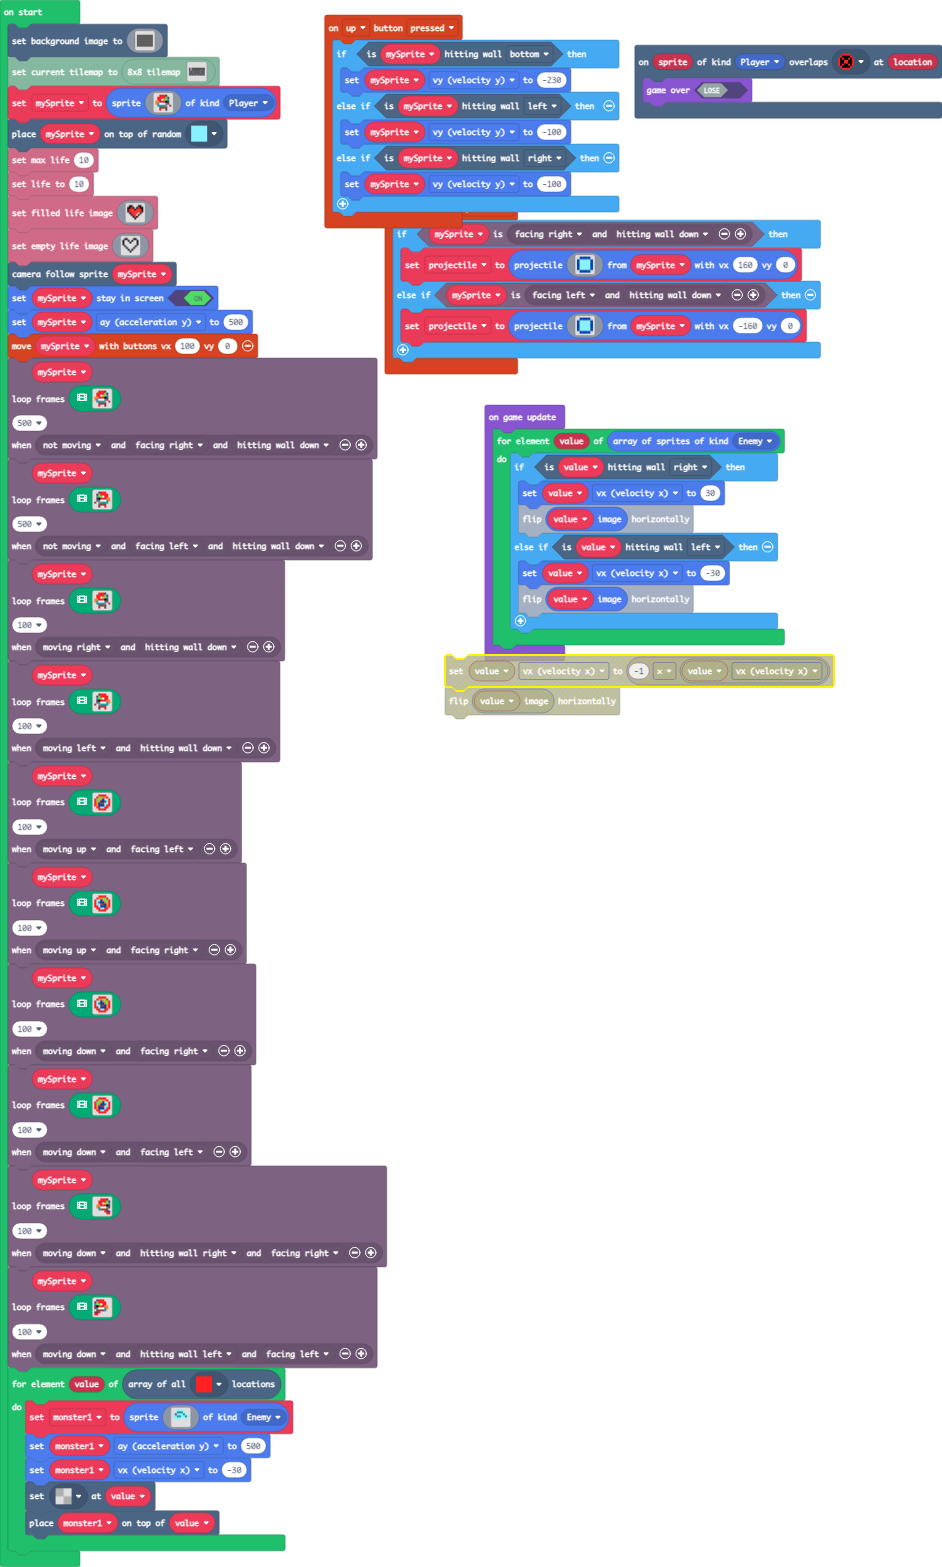 on start
set background image to
set current tilemap to 8x8 tilemap
set mySprite to sprite of kind Player
place mySprite on top of random
set max life 10
set life to 10
set filled life image
set empty life image
camera follow sprite mySprite
set mySprite stay in screen ON
set mySprite ay (acceleration y) to 500
move mySprite with buttons vx 100 vy 0
mySprite
loop frames
500
when not moving and facing right and hitting wall down
mySprite
loop frames
500
when not moving and facing left and hitting wall down
mySprite
loop frames
100
when moving right and hitting wall down
mySprite
loop frames
100
when moving left and hitting wall down
mySprite
loop frames
100
when moving up and facing left
mySprite
loop frames
100
when moving up and facing right
mySprite
loop frames
100
when moving down and facing right
mySprite
loop frames
100
when moving down and facing left
mySprite
loop frames
100
when moving down and hitting wall right and facing right
mySprite
loop frames
100
when moving down and hitting wall left and facing left
for element value of array of all locations
do
set monster1 to sprite of kind Enemy
set monster1 ay (acceleration y) to 500
set monster1 vx (velocity x) to -30
set at value
place monster1 on top of value
on up button pressed
if is mySprite hitting wall bottom then
set mySprite vy (velocity y) to -230
else if is mySprite hitting wall left then
set mySprite vy (velocity y) to -100
else if is mySprite hitting wall right then
set mySprite vy (velocity y) to -100
if mySprite is facing right and hitting wall down then
set projectile to projectile from mySprite with vx 160 vy 0
else if mySprite is facing left and hitting wall down then
set projectile to projectile from mySprite with vx -160 vy 0
on sprite of kind Player overlaps at location
game over LOSE
on game update
for element value of array of sprites of kind Enemy
do
if is value hitting wall right then
set value vx (velocity x) to 30
flip value image horizontally
else if is value hitting wall left then
set value vx (velocity x) to -30
flip value image horizontally
set value vx (velocity x) to -1 × value vx (velocity x)
flip value image horizontally